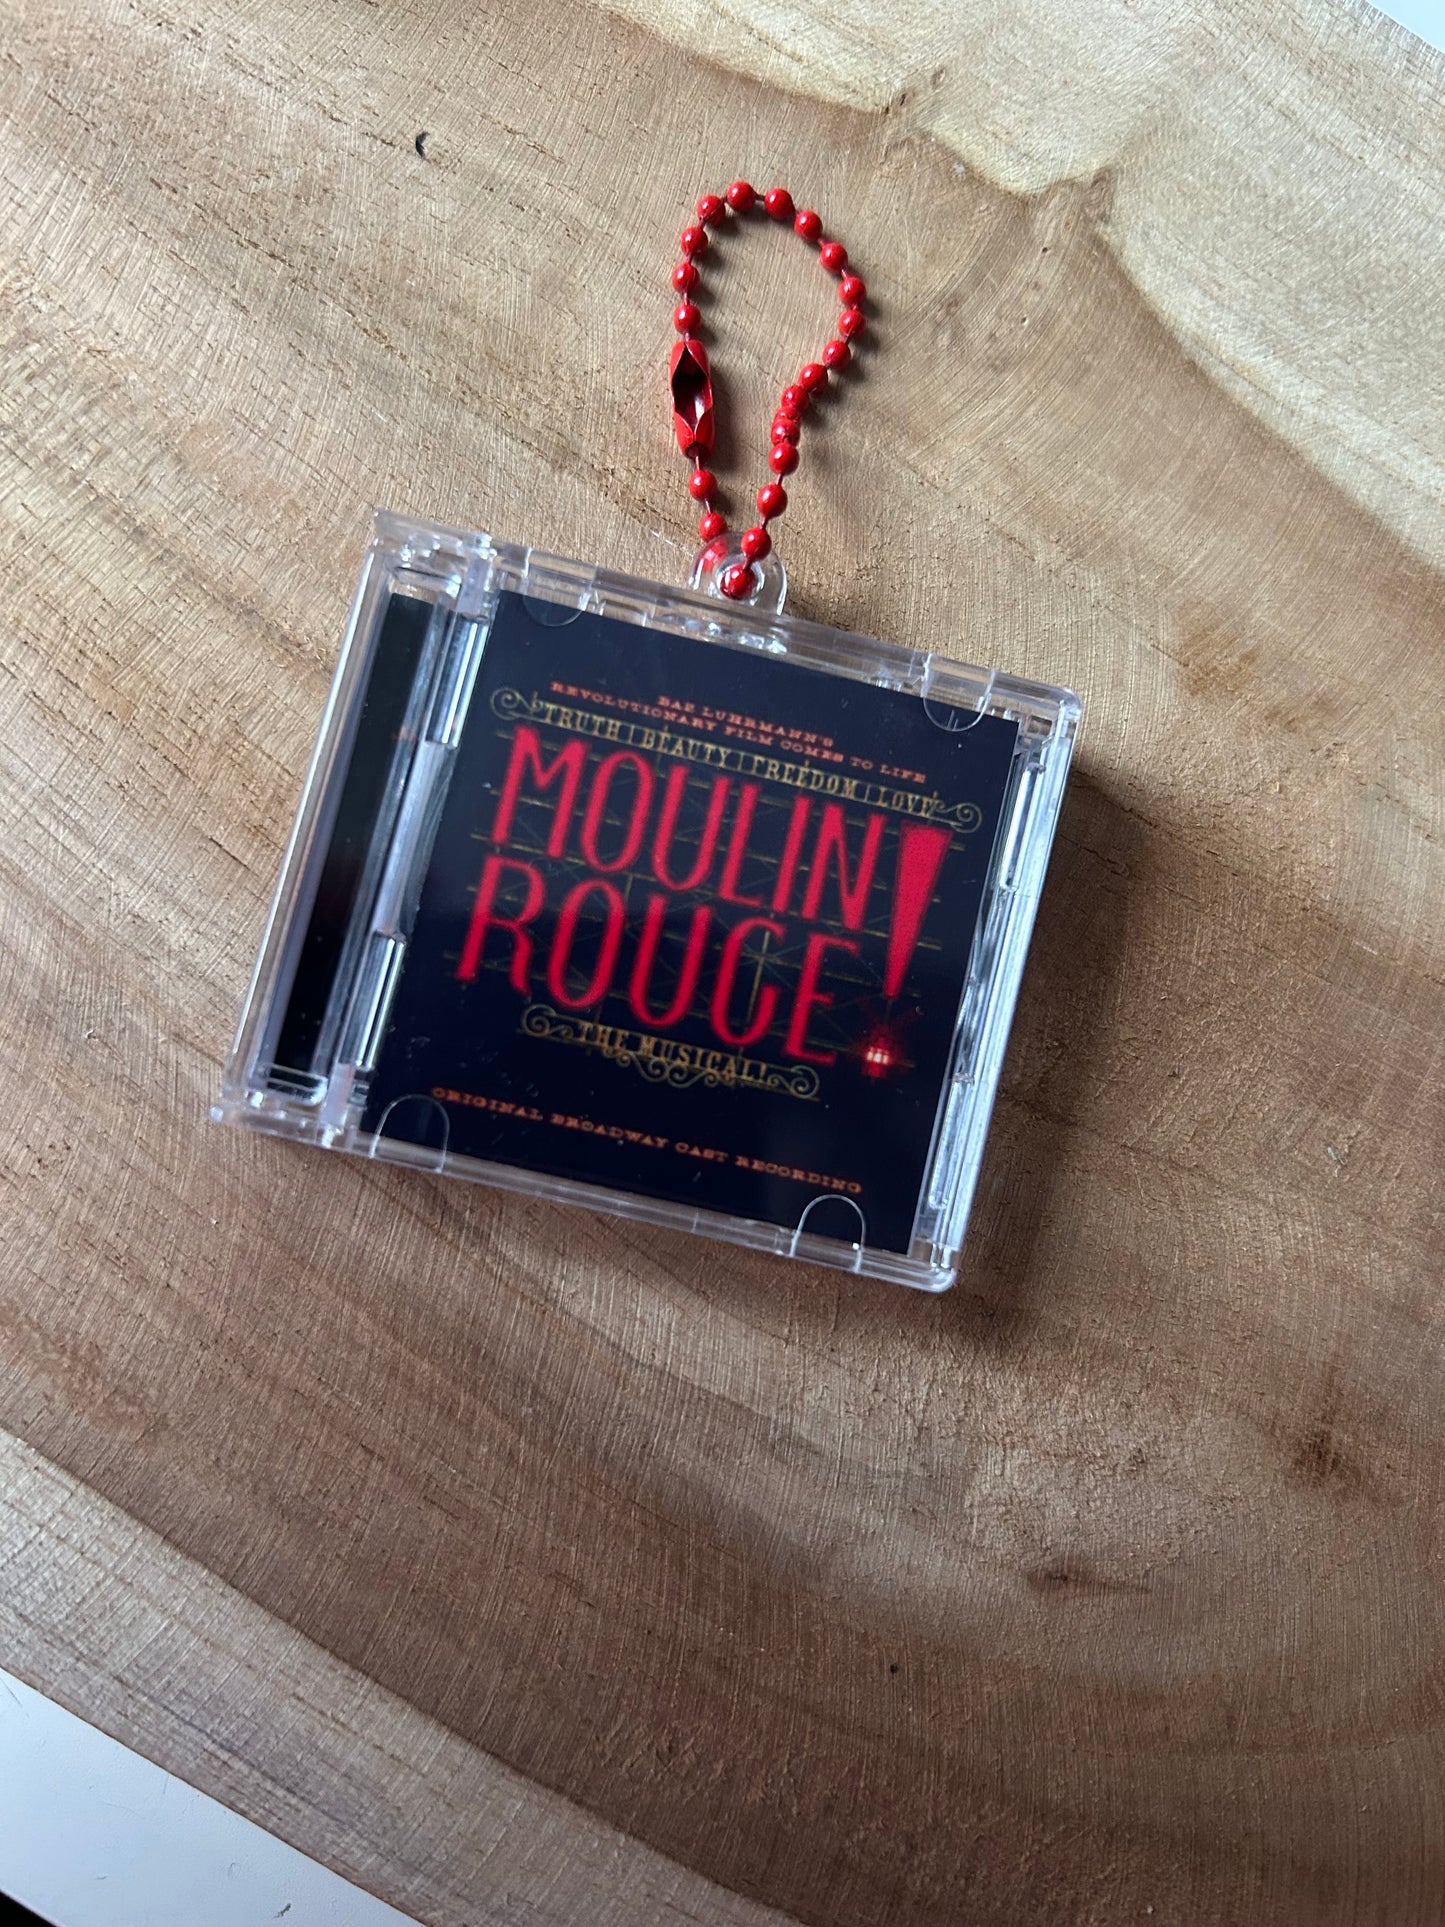 BAZ LUHRMANN'S
REVOLUTIONARY FILM COMES TO LIFE
TRUTH | BEAUTY | FREEDOM | LOVE
MOULIN
ROUGE!
THE MUSICAL
ORIGINAL BROADWAY CAST RECORDING